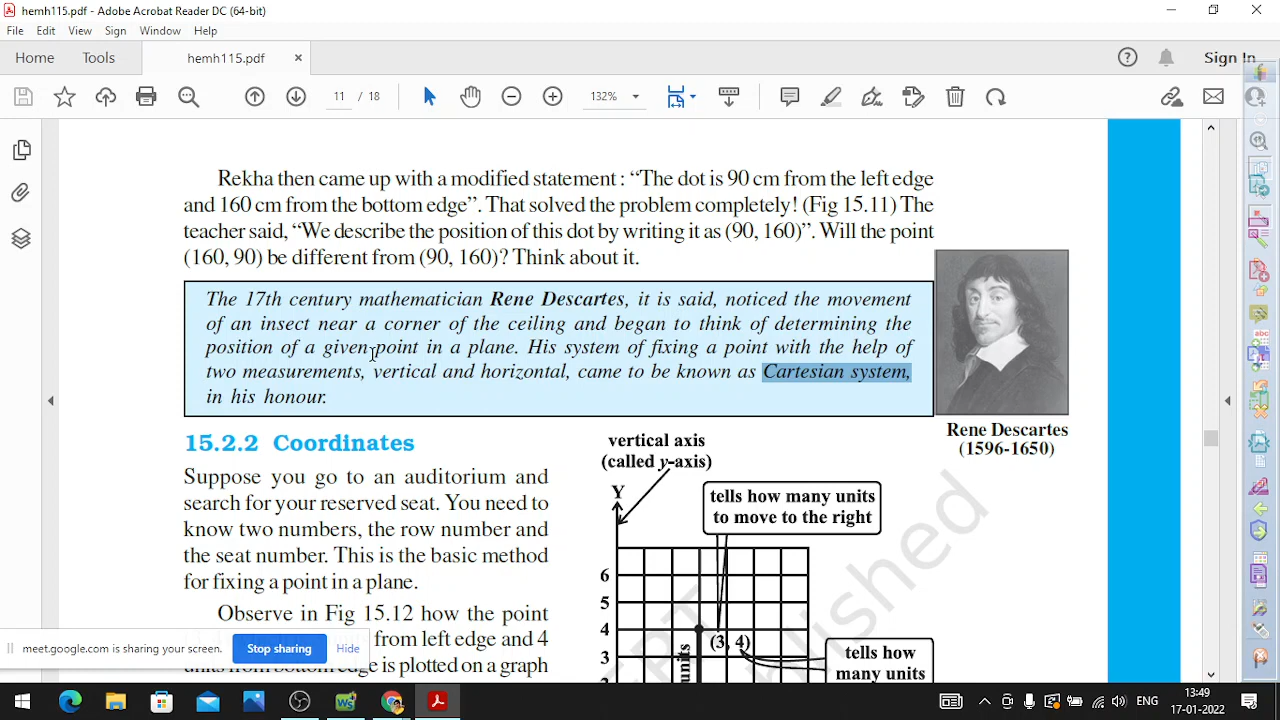 hemh115.pdf - Adobe Acrobat Reader DC (64-bit)
File Edit View Sign Window Help
Home Tools hemh115.pdf × Sign In
11 / 18 132%
Rekha then came up with a modified statement : “The dot is 90 cm from the left edge
and 160 cm from the bottom edge”. That solved the problem completely! (Fig 15.11) The
teacher said, “We describe the position of this dot by writing it as (90, 160)”. Will the point
(160, 90) be different from (90, 160)? Think about it.
The 17th century mathematician Rene Descartes, it is said, noticed the movement
of an insect near a corner of the ceiling and began to think of determining the
position of a given point in a plane. His system of fixing a point with the help of
two measurements, vertical and horizontal, came to be known as Cartesian system,
in his honour.
Rene Descartes
(1596-1650)
15.2.2 Coordinates
Suppose you go to an auditorium and
search for your reserved seat. You need to
know two numbers, the row number and
the seat number. This is the basic method
for fixing a point in a plane.
Observe in Fig 15.12 how the point
from left edge and 4
is plotted on a graph
vertical axis
(called y-axis)
Y
tells how many units
to move to the right
6
5
4
3
(3, 4)
units
tells how
many units
blished
meet.google.com is sharing your screen. Stop sharing Hide
ENG
13:49
17-01-2022